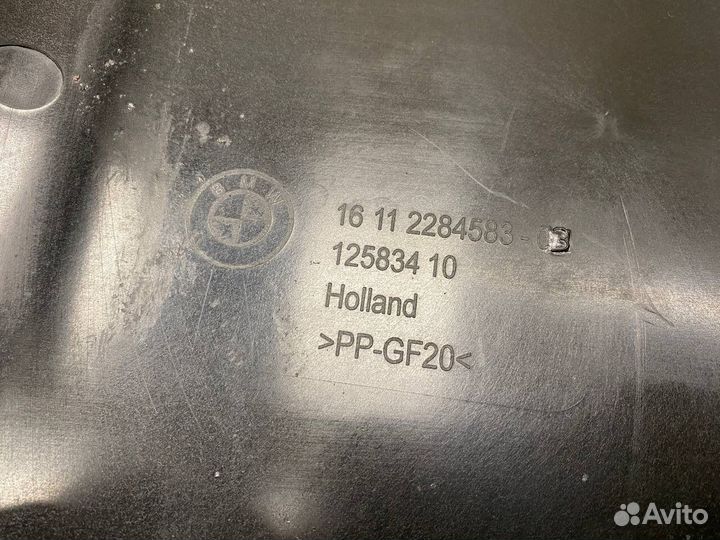 BMW
16 11 2284583 -
125834 10
Holland
>PP-GF20<
Avito